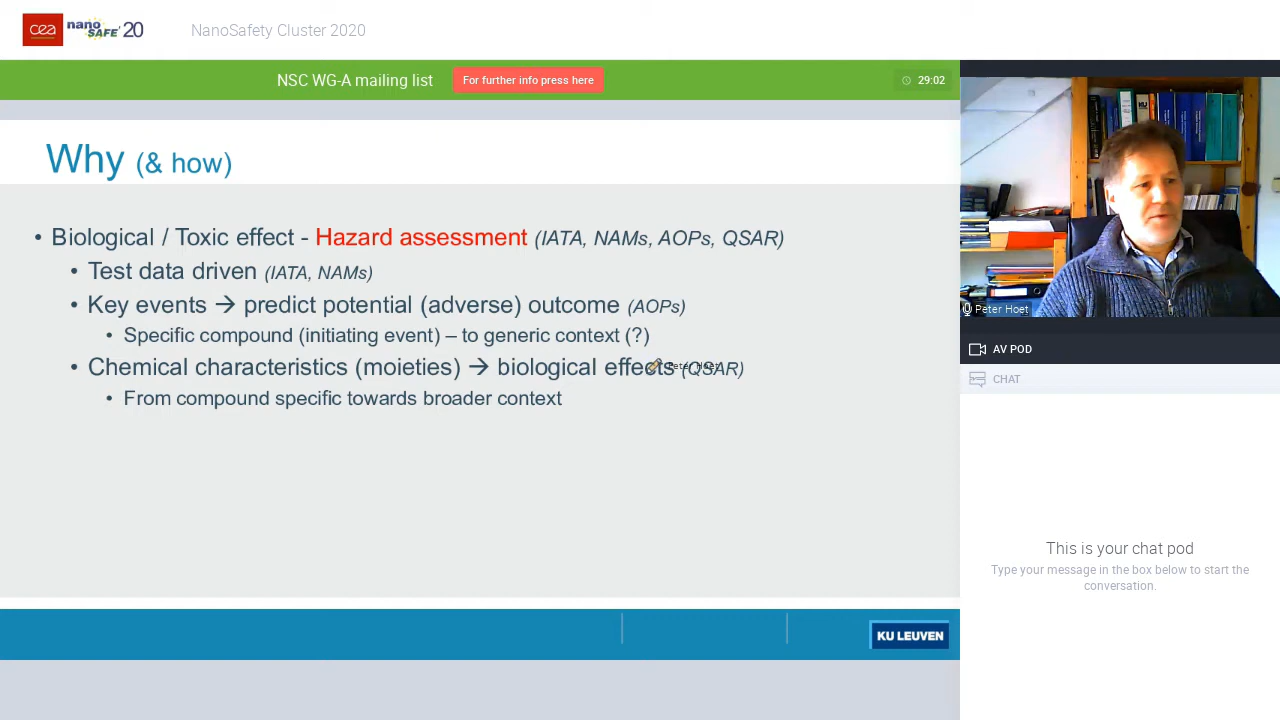 cea nano SAFE' 20
NanoSafety Cluster 2020
NSC WG-A mailing list
For further info press here
29:02
Why (& how)
• Biological / Toxic effect - Hazard assessment (IATA, NAMs, AOPs, QSAR)
• Test data driven (IATA, NAMs)
• Key events → predict potential (adverse) outcome (AOPs)
• Specific compound (initiating event) – to generic context (?)
• Chemical characteristics (moieties) → biological effects (QSAR)
Peter Hoet
• From compound specific towards broader context
KU LEUVEN
Peter Hoet
AV POD
CHAT
This is your chat pod
Type your message in the box below to start the
conversation.